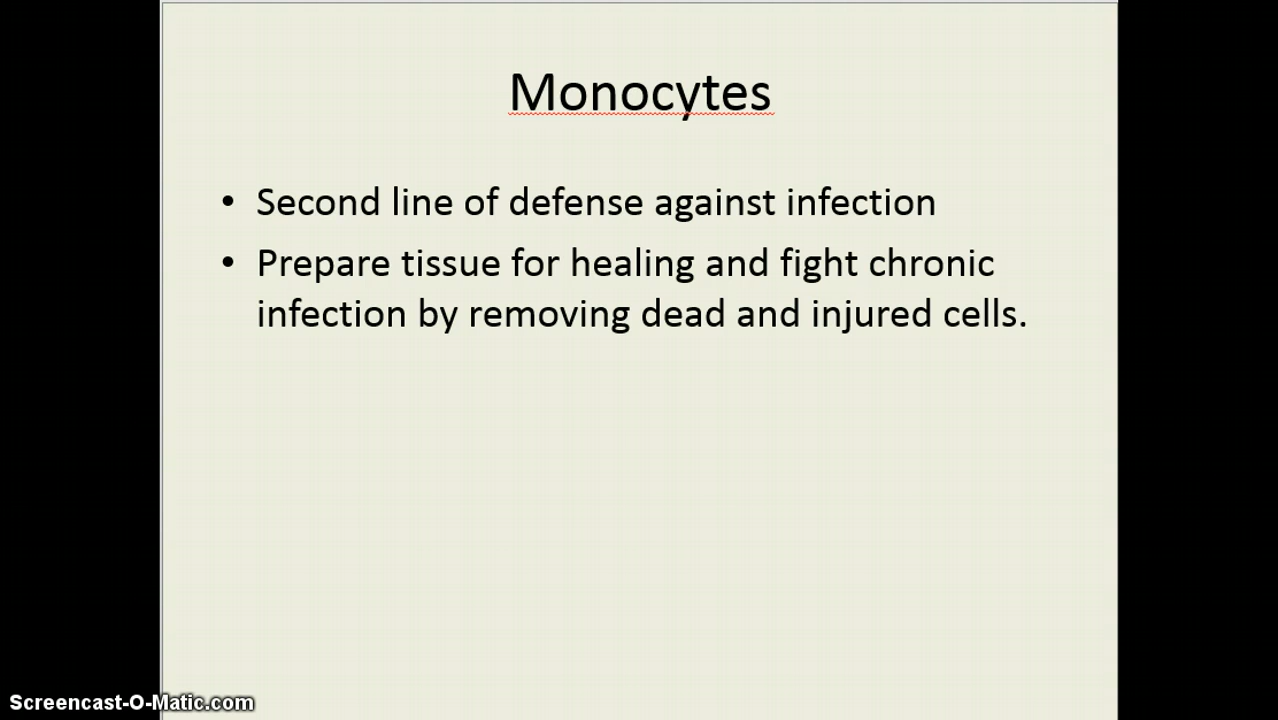 Monocytes
• Second line of defense against infection
• Prepare tissue for healing and fight chronic
infection by removing dead and injured cells.
Screencast-O-Matic.com